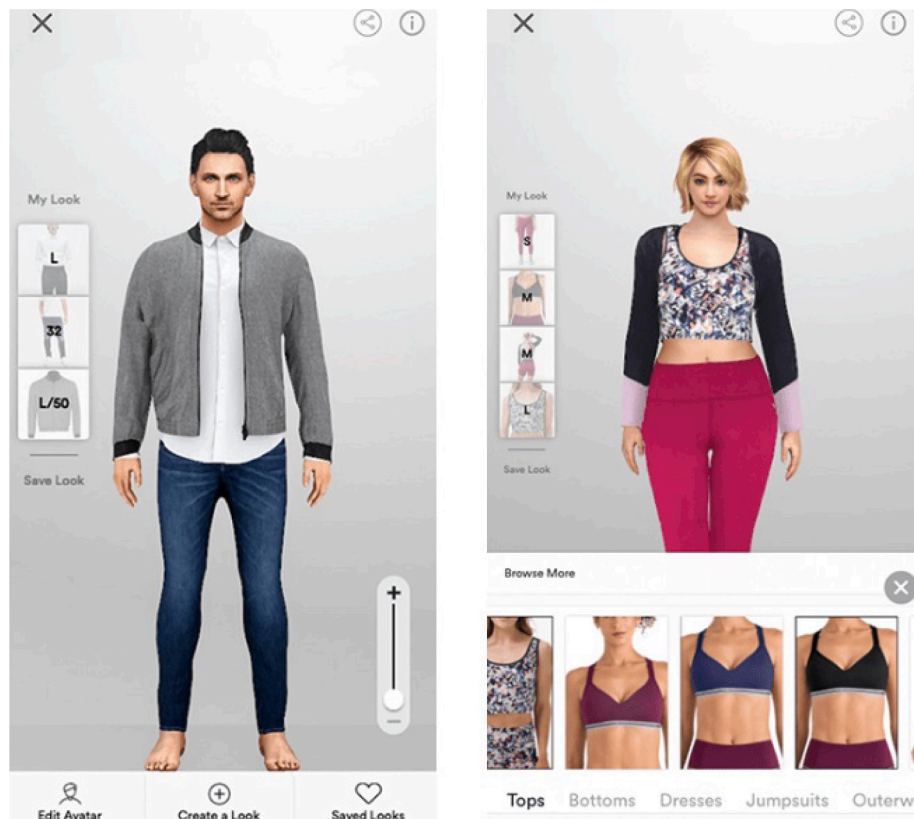 My Look
L
32
L/50
Save Look
Edit Avatar
Create a Look
Saved Looks
My Look
S
M
M
L
Save Look
Browse More
Tops Bottoms Dresses Jumpsuits Outerw